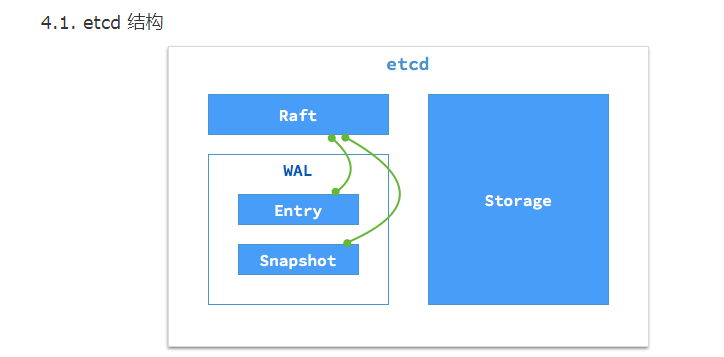 4.1. etcd 结构
etcd
Raft
WAL
Entry
Snapshot
Storage